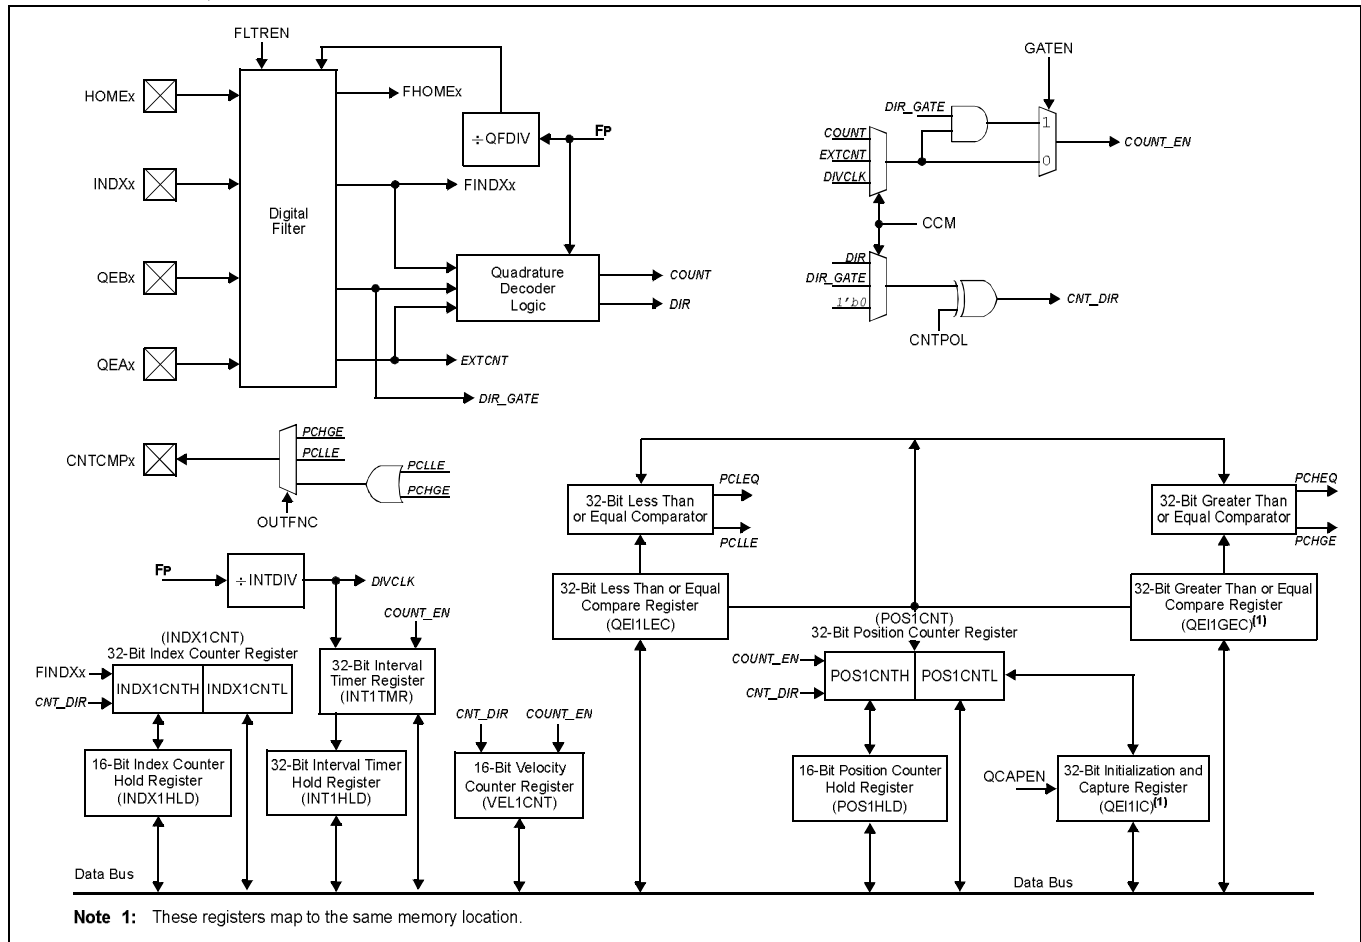 FLTREN
HOMEx
FHOMEx
÷QFDIV
FP
INDXx
FINDXx
Digital
Filter
QEBx
Quadrature
Decoder
Logic
COUNT
DIR
QEAx
EXTCNT
DIR_GATE
GATEN
DIR_GATE
COUNT
EXTCNT
DIVCLK
1
0
COUNT_EN
CCM
DIR
DIR_GATE
1'b0
CNT_DIR
CNTPOL
CNTCMPx
PCHGE
PCLLE
PCLLE
PCHGE
OUTFNC
32-Bit Less Than
or Equal Comparator
PCLEQ
PCLLE
32-Bit Greater Than
or Equal Comparator
PCHEQ
PCHGE
FP
÷INTDIV
DIVCLK
COUNT_EN
32-Bit Less Than or Equal
Compare Register
(QEI1LEC)
32-Bit Greater Than or Equal
Compare Register
(QEI1GEC)(1)
(POS1CNT)
32-Bit Position Counter Register
COUNT_EN
CNT_DIR
POS1CNTH
POS1CNTL
(INDX1CNT)
32-Bit Index Counter Register
FINDXx
CNT_DIR
INDX1CNTH
INDX1CNTL
32-Bit Interval
Timer Register
(INT1TMR)
CNT_DIR
COUNT_EN
16-Bit Index Counter
Hold Register
(INDX1HLD)
32-Bit Interval Timer
Hold Register
(INT1HLD)
16-Bit Velocity
Counter Register
(VEL1CNT)
16-Bit Position Counter
Hold Register
(POS1HLD)
QCAPEN
32-Bit Initialization and
Capture Register
(QEI1IC)(1)
Data Bus
Data Bus
Note 1: These registers map to the same memory location.